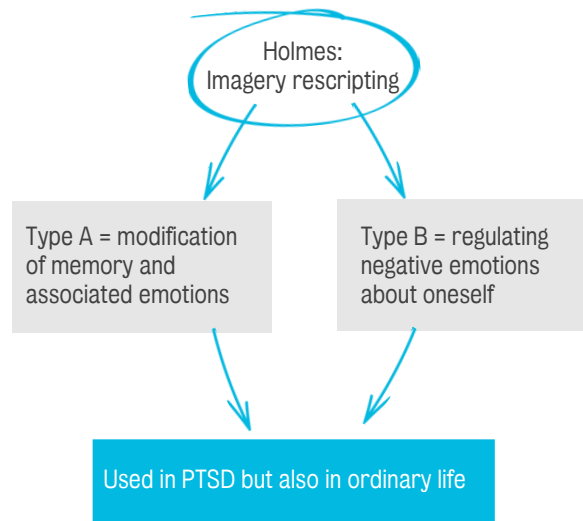 Holmes:
Imagery rescripting
Type A = modification
of memory and
associated emotions
Type B = regulating
negative emotions
about oneself
Used in PTSD but also in ordinary life